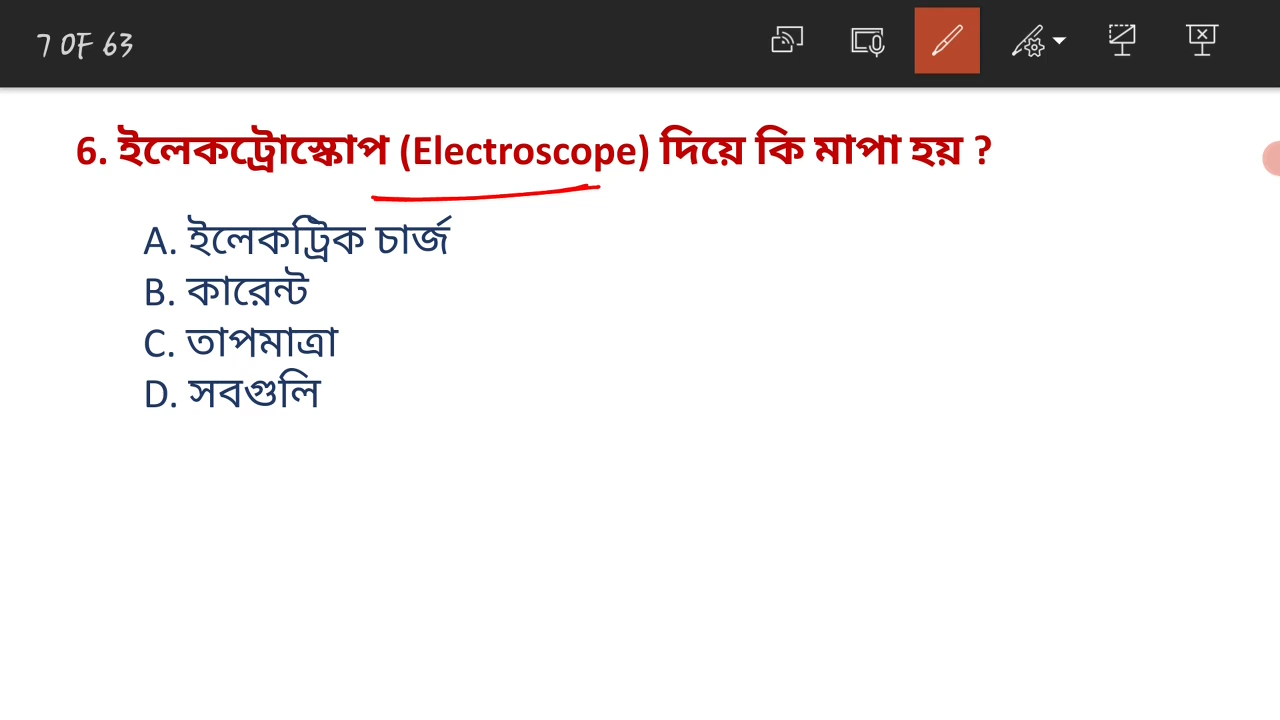 7 OF 63
6. ইলেকট্রোস্কোপ (Electroscope) দিয়ে কি মাপা হয় ?
A. ইলেকট্রিক চার্জ
B. কারেন্ট
C. তাপমাত্রা
D. সবগুলি